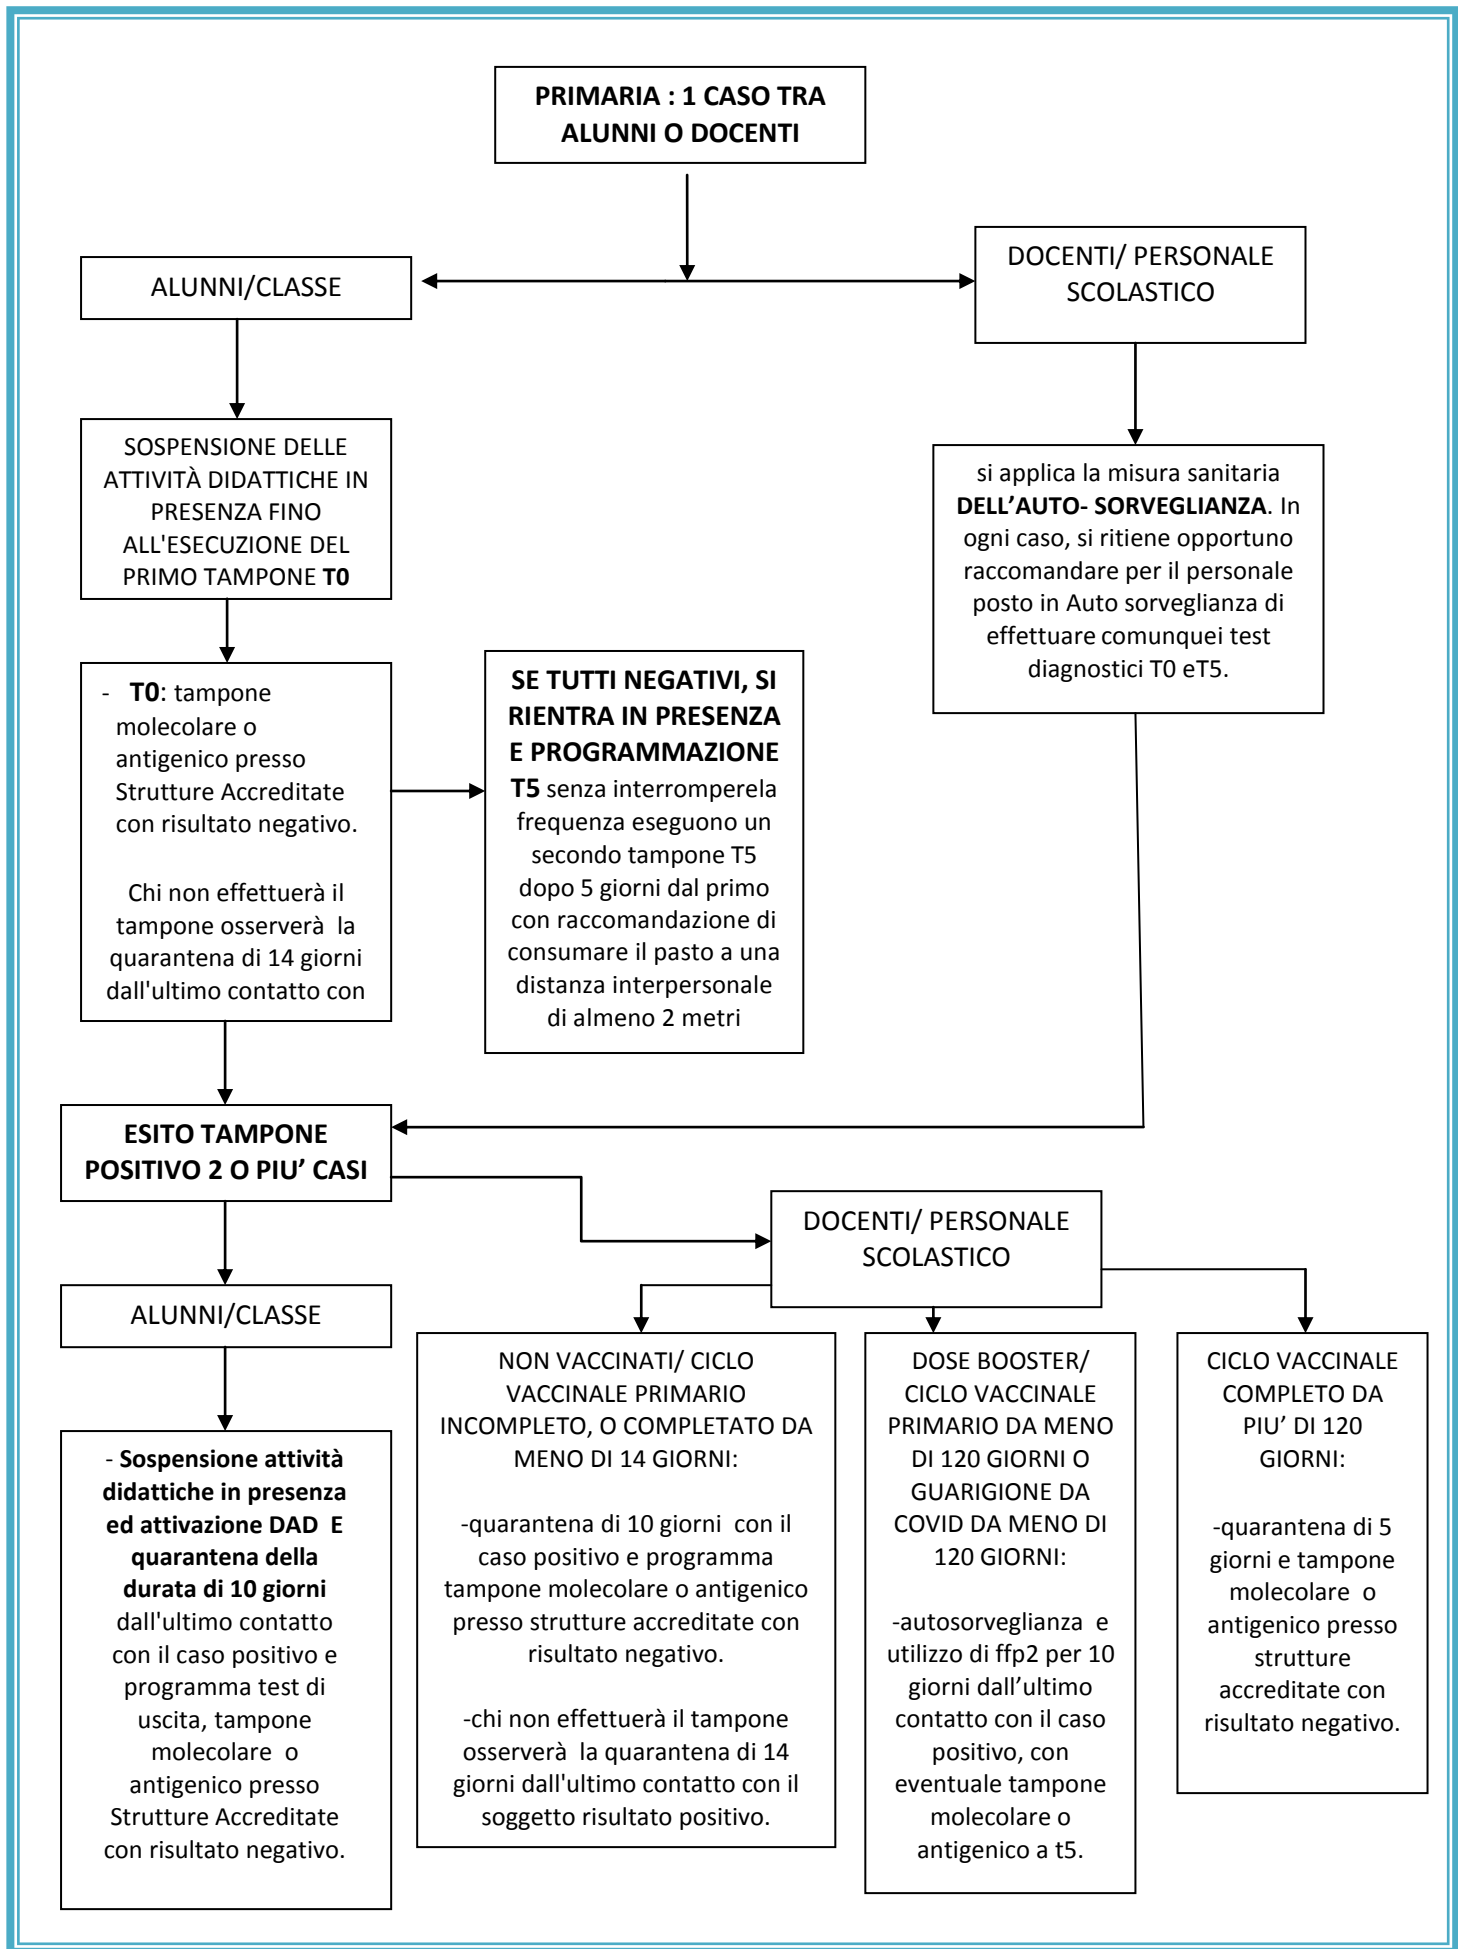 PRIMARIA : 1 CASO TRA
ALUNNI O DOCENTI
ALUNNI/CLASSE
DOCENTI/ PERSONALE
SCOLASTICO
SOSPENSIONE DELLE
ATTIVITÀ DIDATTICHE IN
PRESENZA FINO
ALL'ESECUZIONE DEL
PRIMO TAMPONE T0
si applica la misura sanitaria
DELL’AUTO- SORVEGLIANZA. In
ogni caso, si ritiene opportuno
raccomandare per il personale
posto in Auto sorveglianza di
effettuare comunquei test
diagnostici T0 eT5.
- T0: tampone
molecolare o
antigenico presso
Strutture Accreditate
con risultato negativo.
Chi non effettuerà il
tampone osserverà la
quarantena di 14 giorni
dall'ultimo contatto con
SE TUTTI NEGATIVI, SI
RIENTRA IN PRESENZA
E PROGRAMMAZIONE
T5 senza interromperela
frequenza eseguono un
secondo tampone T5
dopo 5 giorni dal primo
con raccomandazione di
consumare il pasto a una
distanza interpersonale
di almeno 2 metri
ESITO TAMPONE
POSITIVO 2 O PIU’ CASI
ALUNNI/CLASSE
DOCENTI/ PERSONALE
SCOLASTICO
- Sospensione attività
didattiche in presenza
ed attivazione DAD E
quarantena della
durata di 10 giorni
dall'ultimo contatto
con il caso positivo e
programma test di
uscita, tampone
molecolare o
antigenico presso
Strutture Accreditate
con risultato negativo.
NON VACCINATI/ CICLO
VACCINALE PRIMARIO
INCOMPLETO, O COMPLETATO DA
MENO DI 14 GIORNI:
-quarantena di 10 giorni con il
caso positivo e programma
tampone molecolare o antigenico
presso strutture accreditate con
risultato negativo.
-chi non effettuerà il tampone
osserverà la quarantena di 14
giorni dall'ultimo contatto con il
soggetto risultato positivo.
DOSE BOOSTER/
CICLO VACCINALE
PRIMARIO DA MENO
DI 120 GIORNI O
GUARIGIONE DA
COVID DA MENO DI
120 GIORNI:
-autosorveglianza e
utilizzo di ffp2 per 10
giorni dall’ultimo
contatto con il caso
positivo, con
eventuale tampone
molecolare o
antigenico a t5.
CICLO VACCINALE
COMPLETO DA
PIU’ DI 120
GIORNI:
-quarantena di 5
giorni e tampone
molecolare o
antigenico presso
strutture
accreditate con
risultato negativo.